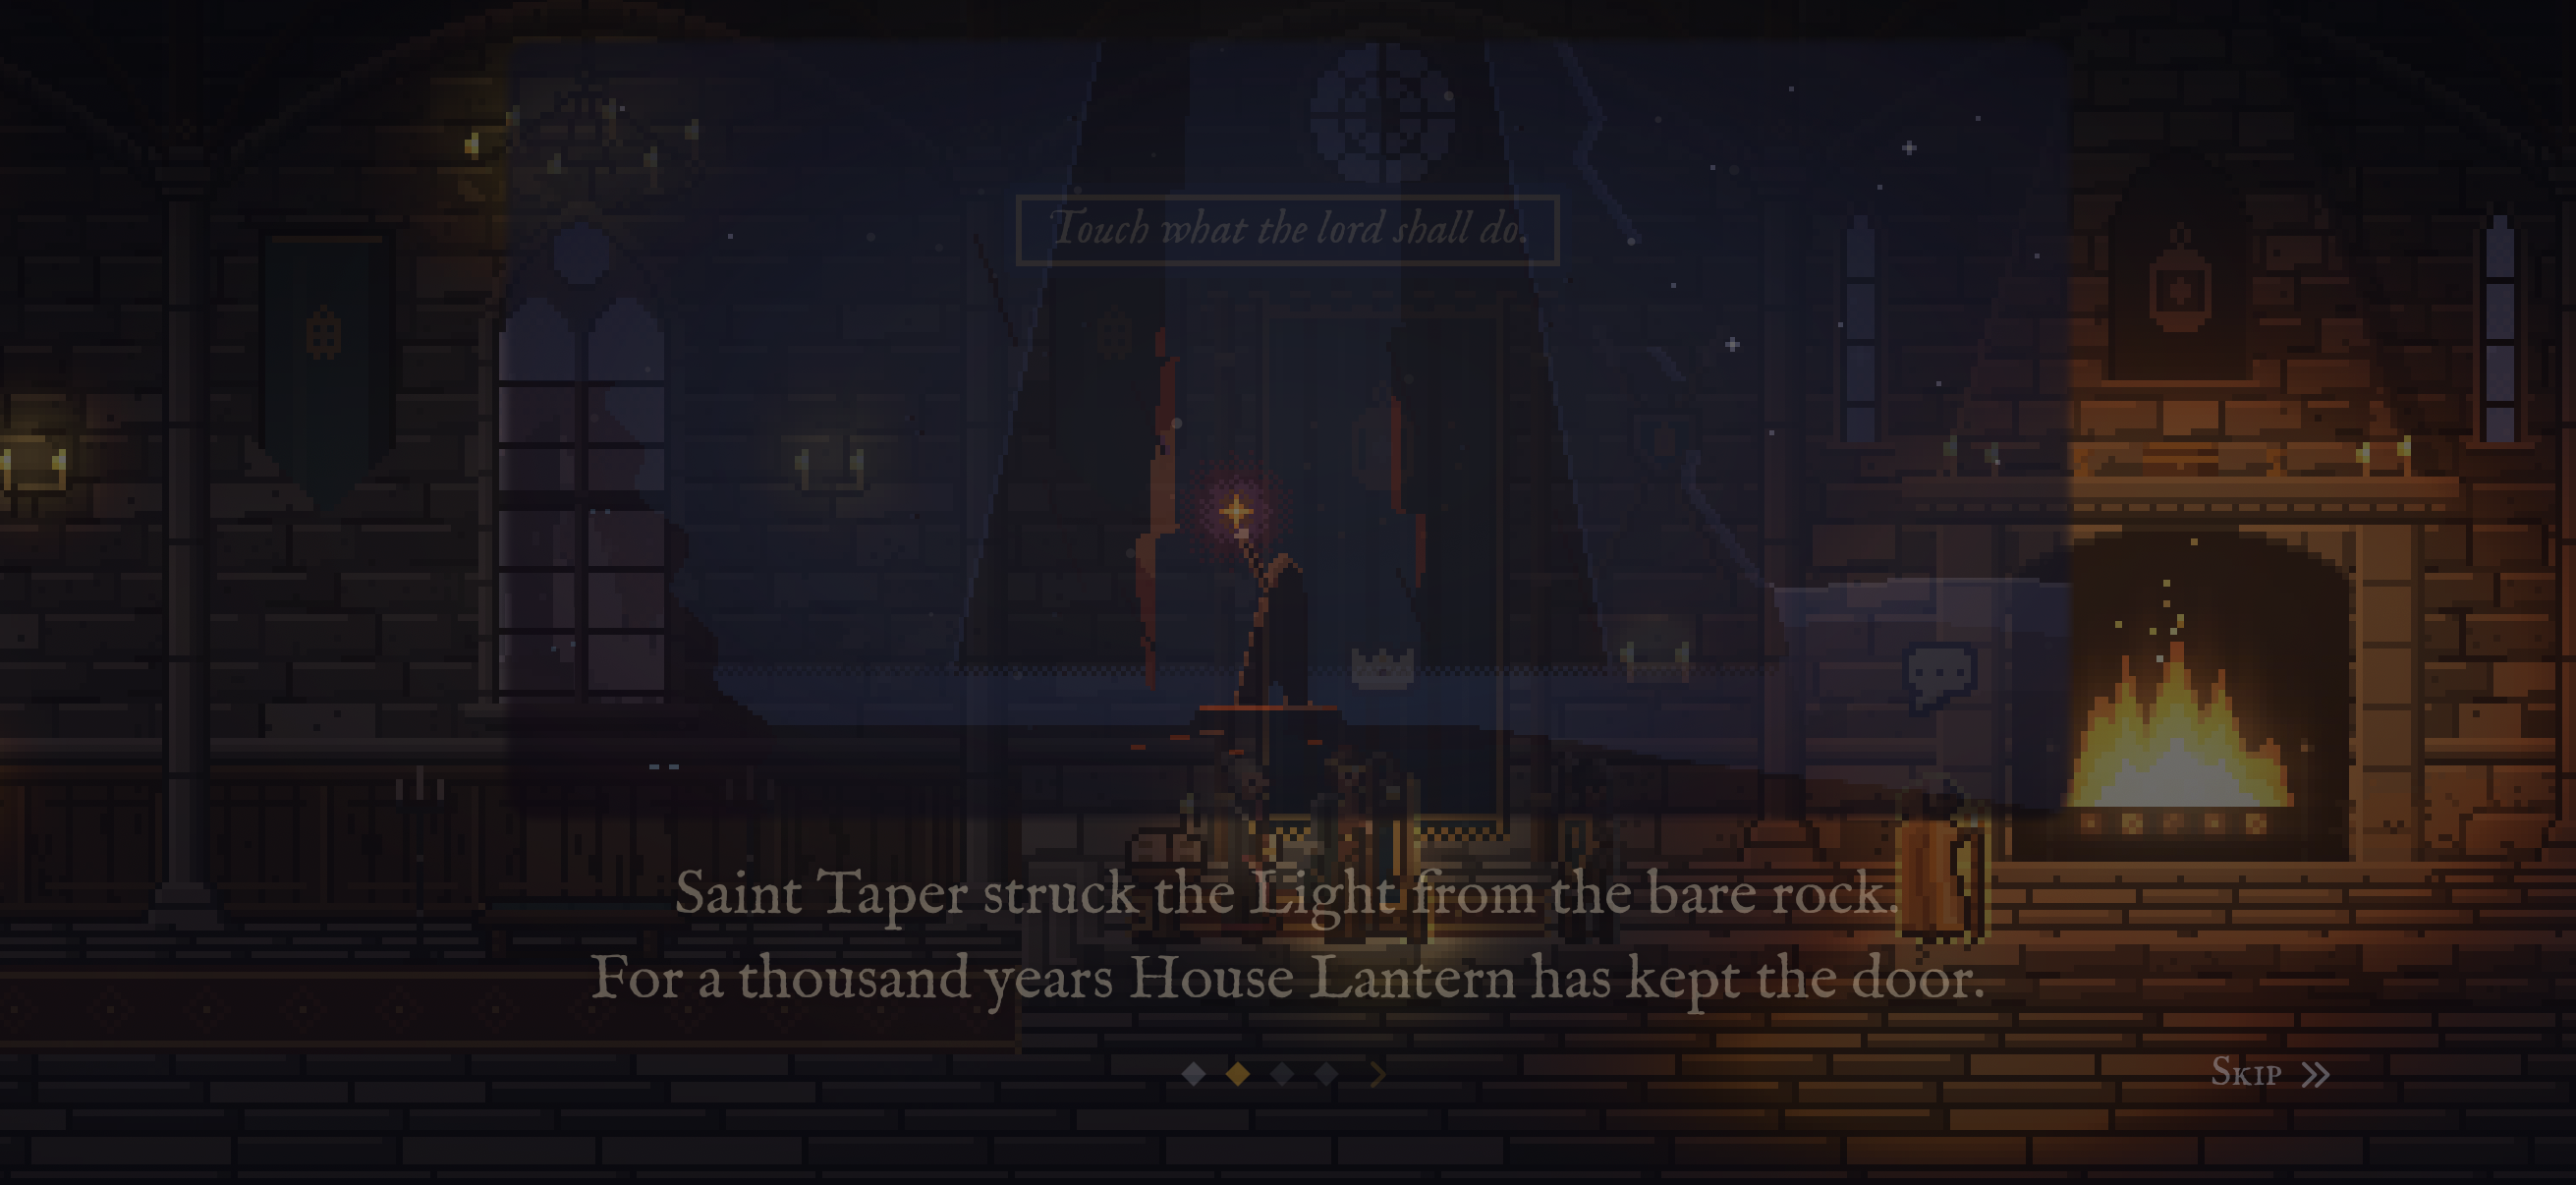 Touch what the lord shall do.
Saint Taper struck the Light from the bare rock.
For a thousand years House Lantern has kept the door.
Skip